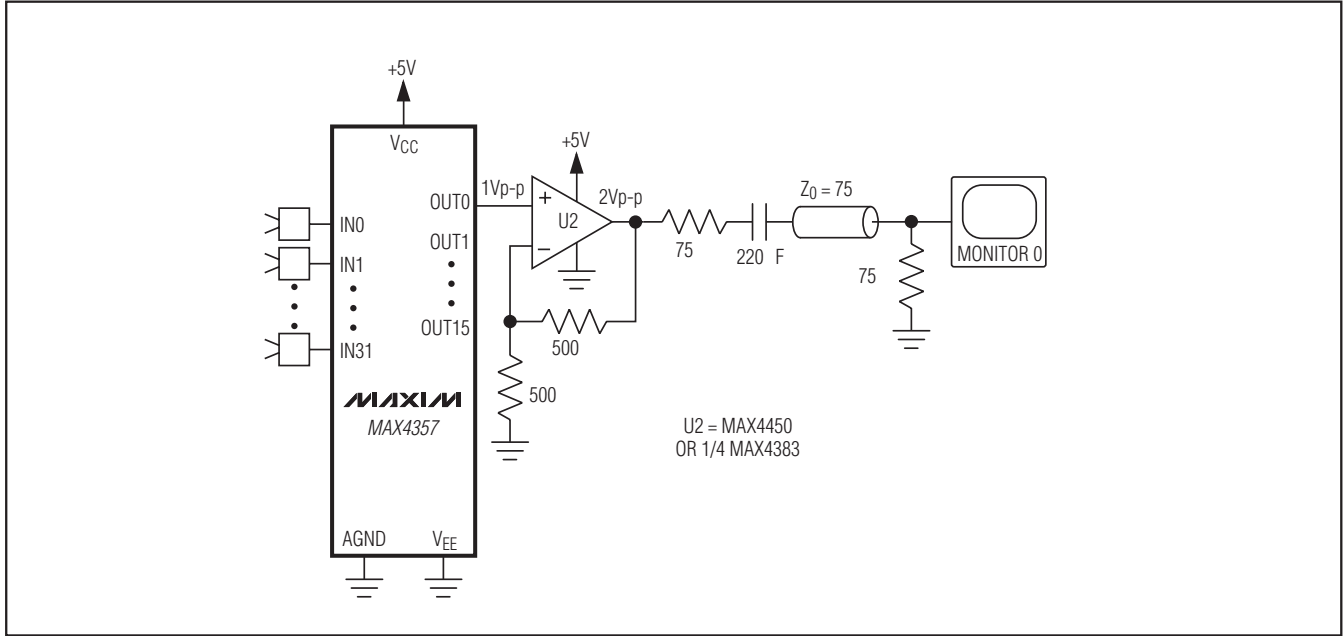 +5V
VCC
+5V
1Vp-p
+
2Vp-p
Z0 = 75
OUT0
U2
IN0
OUT1
−
75
220 F
MONITOR 0
IN1
75
OUT15
500
IN31
500
MAXIM
MAX4357
U2 = MAX4450
OR 1/4 MAX4383
AGND
VEE